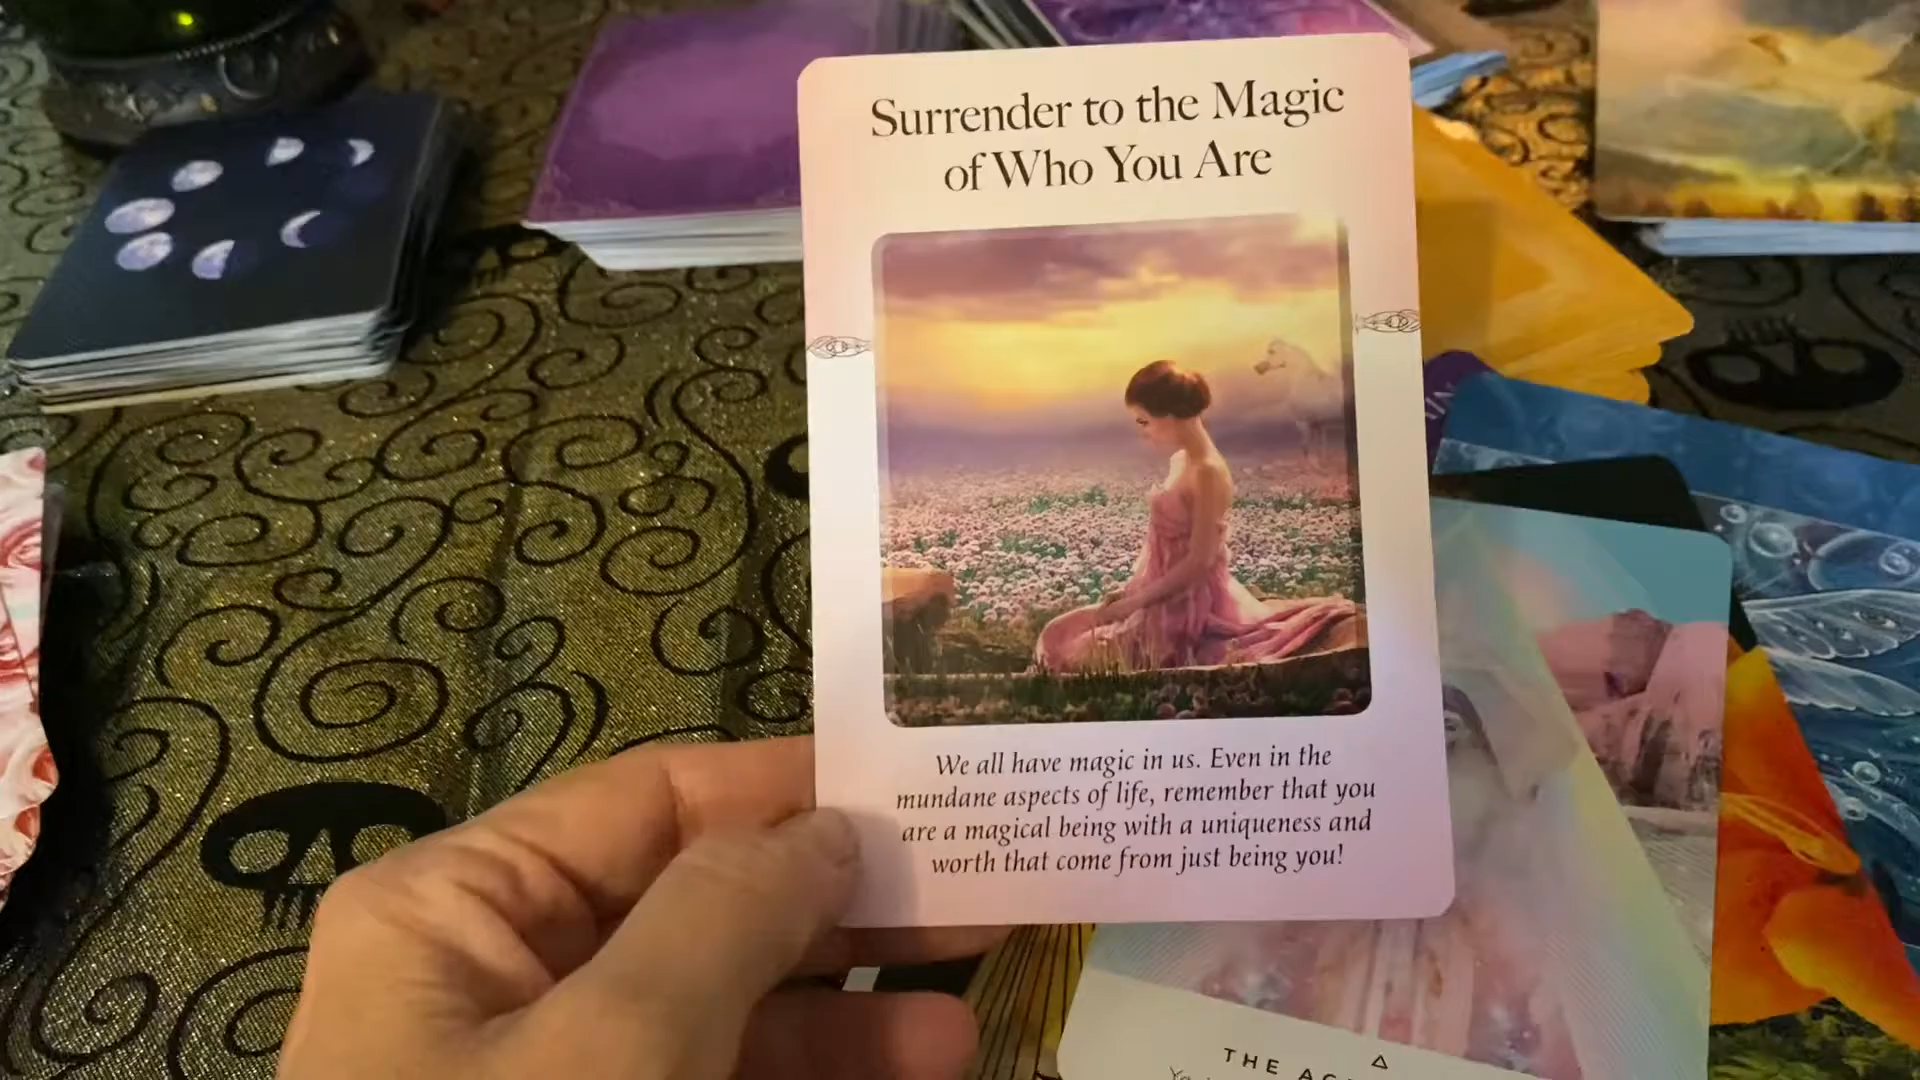 Surrender to the Magic
of Who You Are
We all have magic in us. Even in the
mundane aspects of life, remember that you
are a magical being with a uniqueness and
worth that come from just being you!
THE